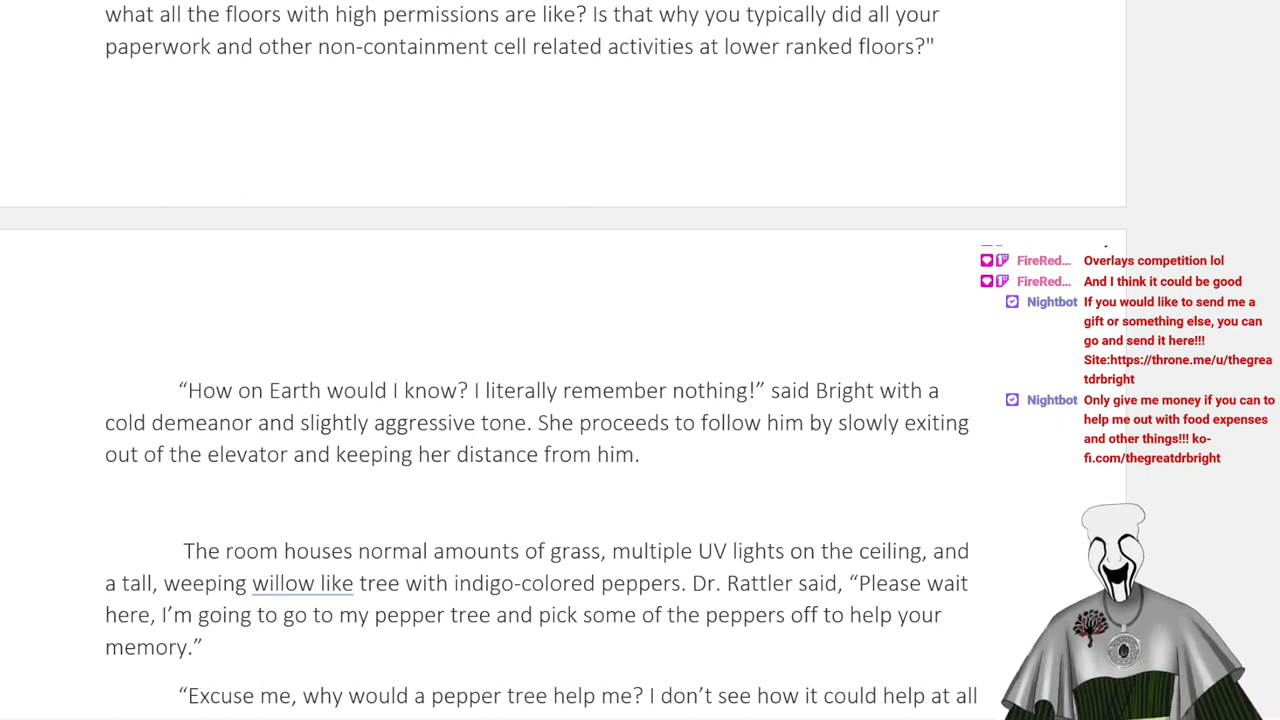 what all the floors with high permissions are like? Is that why you typically did all your
paperwork and other non-containment cell related activities at lower ranked floors?"
“How on Earth would I know? I literally remember nothing!” said Bright with a
cold demeanor and slightly aggressive tone. She proceeds to follow him by slowly exiting
out of the elevator and keeping her distance from him.
The room houses normal amounts of grass, multiple UV lights on the ceiling, and
a tall, weeping willow like tree with indigo-colored peppers. Dr. Rattler said, “Please wait
here, I’m going to go to my pepper tree and pick some of the peppers off to help your
memory.”
“Excuse me, why would a pepper tree help me? I don’t see how it could help at all
FireRed... Overlays competition lol
FireRed... And I think it could be good
Nightbot If you would like to send me a
gift or something else, you can
go and send it here!!!
Site:https://throne.me/u/thegrea
tdrbright
Nightbot Only give me money if you can to
help me out with food expenses
and other things!!! ko-
fi.com/thegreatdrbright